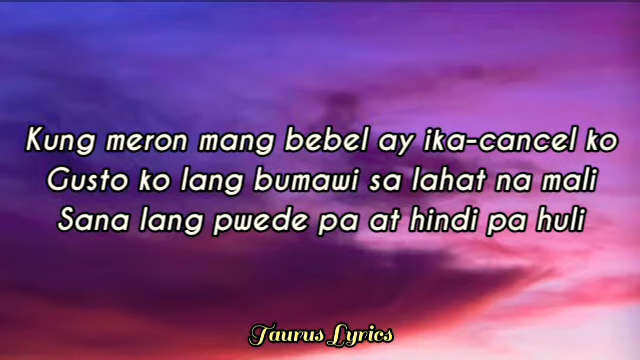 Kung meron mang bebel ay ika-cancel ko
Gusto ko lang bumawi sa lahat na mali
Sana lang pwede pa at hindi pa huli
Taurus Lyrics